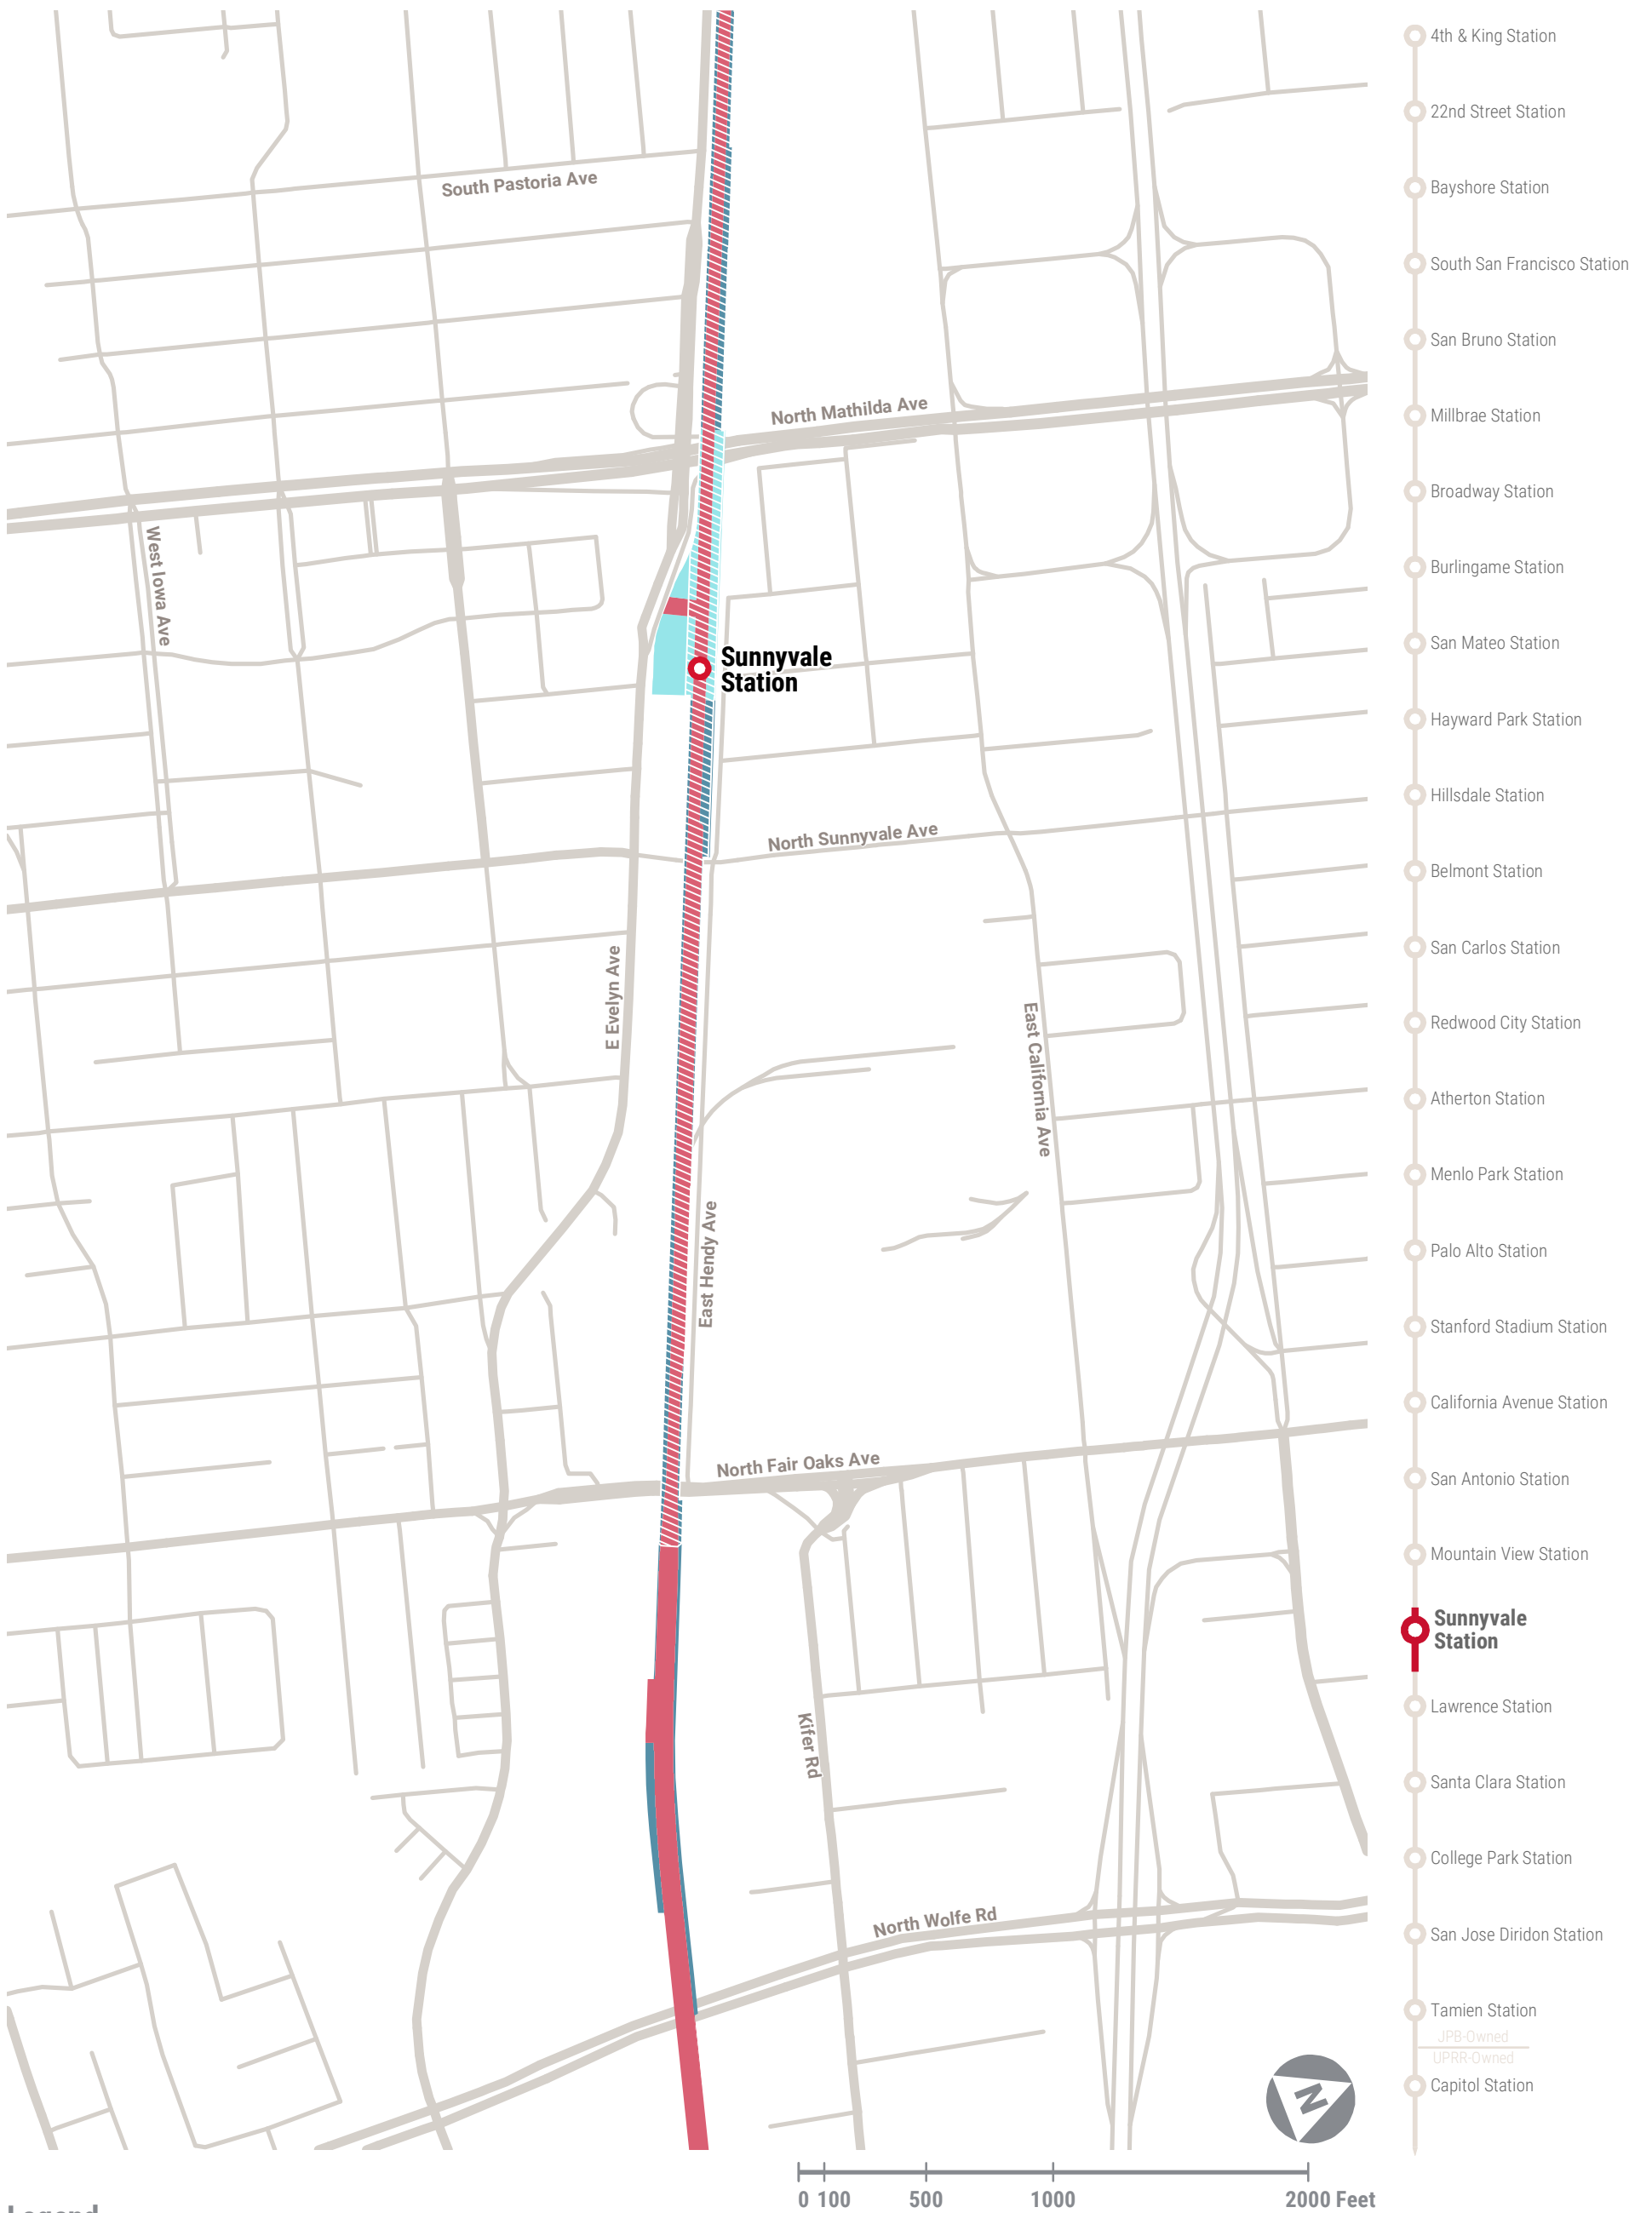 South Pastoria Ave
North Mathilda Ave
West Iowa Ave
Sunnyvale
Station
North Sunnyvale Ave
E Evelyn Ave
East California Ave
East Hendy Ave
North Fair Oaks Ave
Kifer Rd
North Wolfe Rd
N
0 100 500 1000 2000 Feet
Legend
4th & King Station
22nd Street Station
Bayshore Station
South San Francisco Station
San Bruno Station
Millbrae Station
Broadway Station
Burlingame Station
San Mateo Station
Hayward Park Station
Hillsdale Station
Belmont Station
San Carlos Station
Redwood City Station
Atherton Station
Menlo Park Station
Palo Alto Station
Stanford Stadium Station
California Avenue Station
San Antonio Station
Mountain View Station
Sunnyvale
Station
Lawrence Station
Santa Clara Station
College Park Station
San Jose Diridon Station
Tamien Station
JPB-Owned
UPRR-Owned
Capitol Station